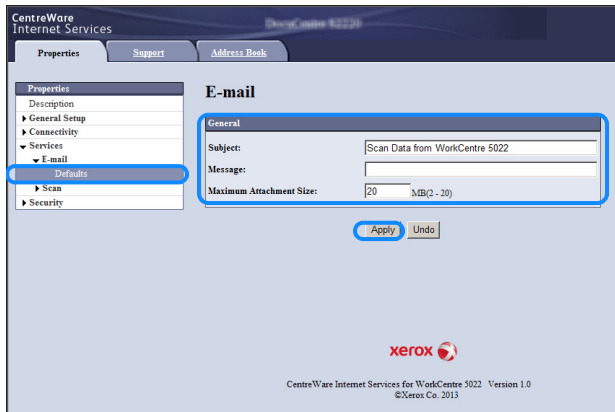 CentreWare
Internet Services
Properties
Support
Address Book
Properties
Description
General Setup
Connectivity
Services
E-mail
Defaults
Scan
Security
E-mail
General
Subject: Scan Data from WorkCentre 5022
Message:
Maximum Attachment Size: 20 MB(2 - 20)
Apply Undo
xerox
CentreWare Internet Services for WorkCentre 5022 Version 1.0
©Xerox Co. 2013